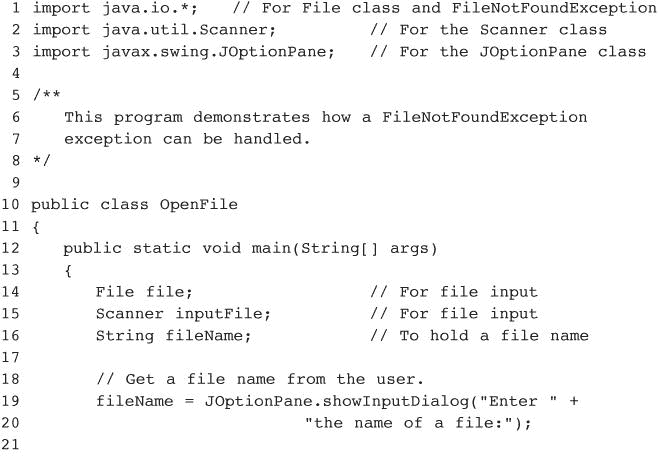 1 import java.io.*;   // For File class and FileNotFoundException
2 import java.util.Scanner;         // For the Scanner class
3 import javax.swing.JOptionPane;   // For the JOptionPane class
4
5 /**
6    This program demonstrates how a FileNotFoundException
7    exception can be handled.
8 */
9
10 public class OpenFile
11 {
12    public static void main(String[] args)
13    {
14       File file;                  // For file input
15       Scanner inputFile;          // For file input
16       String fileName;            // To hold a file name
17
18       // Get a file name from the user.
19       fileName = JOptionPane.showInputDialog("Enter " +
20                           "the name of a file:");
21